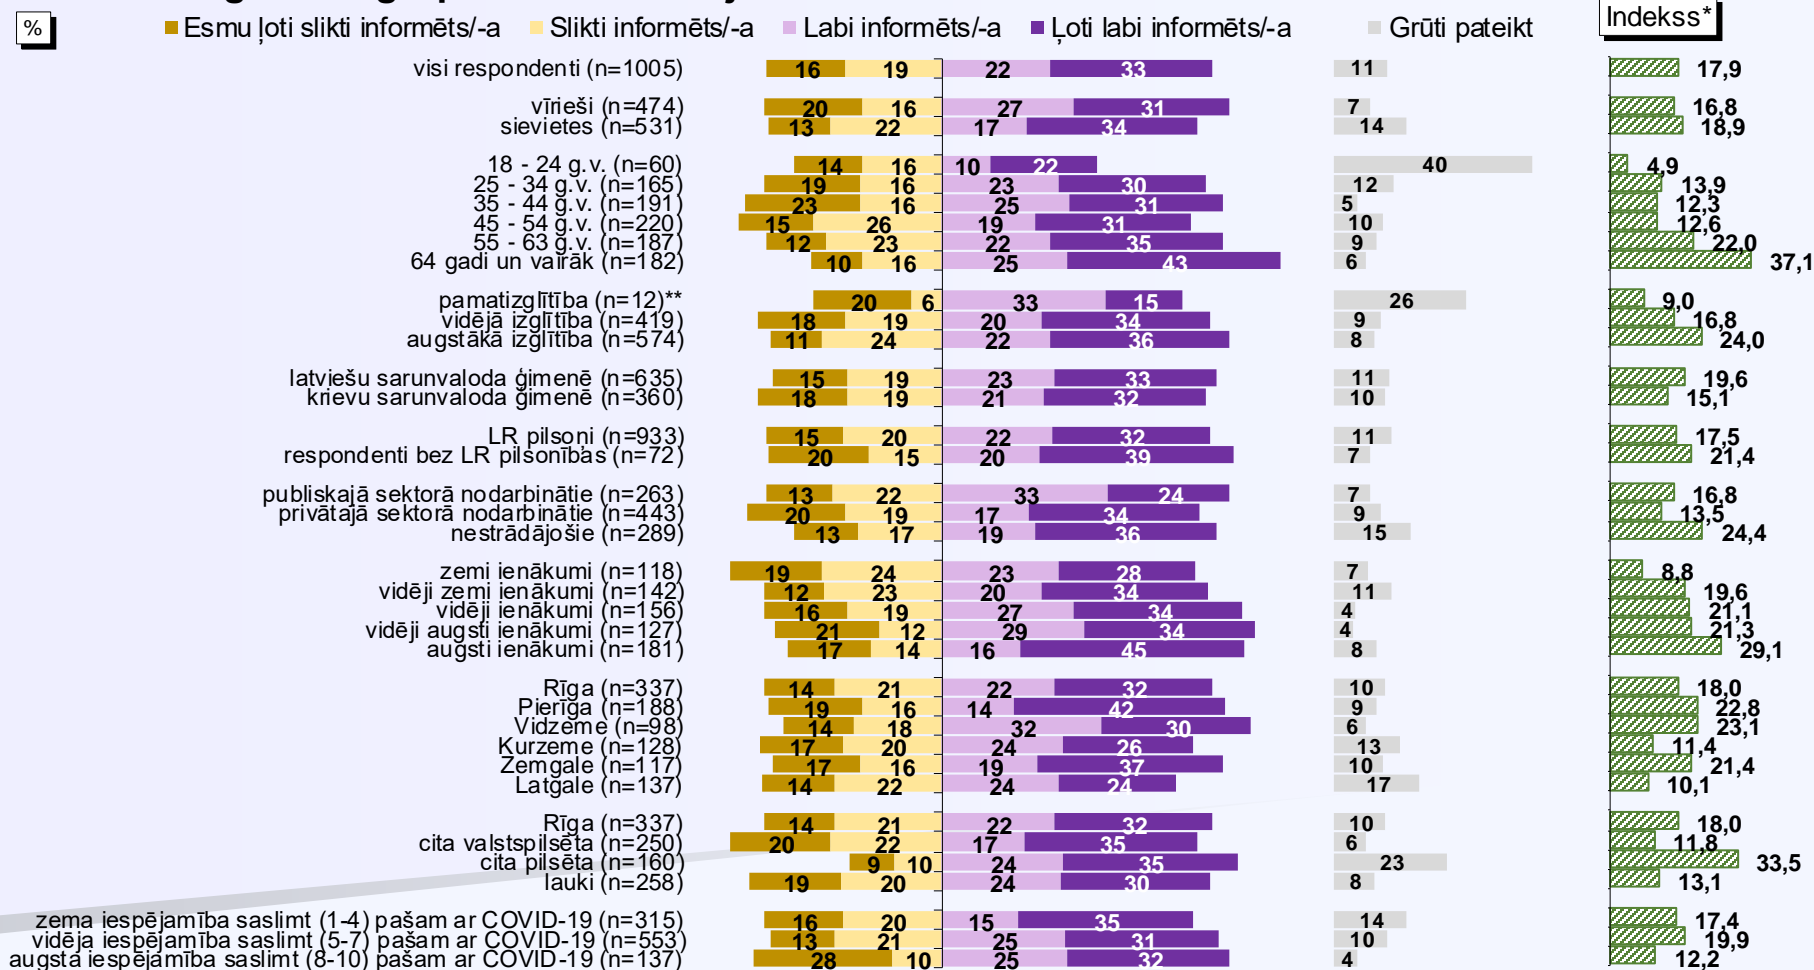 % Esmu ļoti slikti informēts/-a Slikti informēts/-a Labi informēts/-a Ļoti labi informēts/-a Grūti pateikt Indekss*
visi respondenti (n=1005) 16 19 22 33 11 17,9
vīrieši (n=474) 20 16 27 31 7 16,8
sievietes (n=531) 13 22 17 34 14 18,9
18 - 24 g.v. (n=60) 14 16 10 22 40 4,9
25 - 34 g.v. (n=165) 19 16 23 30 12 13,9
35 - 44 g.v. (n=191) 23 16 25 31 5 12,3
45 - 54 g.v. (n=220) 15 26 19 31 10 12,6
55 - 63 g.v. (n=187) 12 23 22 35 9 22,0
64 gadi un vairāk (n=182) 10 16 25 43 6 37,1
pamatizglītība (n=12)** 20 6 33 15 26 9,0
vidējā izglītība (n=419) 18 19 20 34 9 16,8
augstākā izglītība (n=574) 11 24 22 36 8 24,0
latviešu sarunvaloda ģimenē (n=635) 15 19 23 33 11 19,6
krievu sarunvaloda ģimenē (n=360) 18 19 21 32 10 15,1
LR pilsoņi (n=933) 15 20 22 32 11 17,5
respondenti bez LR pilsonības (n=72) 20 15 20 39 7 21,4
publiskajā sektorā nodarbinātie (n=263) 13 22 33 24 7 16,8
privātajā sektorā nodarbinātie (n=443) 20 19 17 34 9 13,5
nestrādājošie (n=289) 13 17 19 36 15 24,4
zemi ienākumi (n=118) 19 24 23 28 7 8,8
vidēji zemi ienākumi (n=142) 12 23 20 34 11 19,6
vidēji ienākumi (n=156) 16 19 27 34 4 21,1
vidēji augsti ienākumi (n=127) 21 12 29 34 4 21,3
augsti ienākumi (n=181) 17 14 16 45 8 29,1
Rīga (n=337) 14 21 22 32 10 18,0
Pierīga (n=188) 19 16 14 42 9 22,8
Vidzeme (n=98) 14 18 32 30 6 23,1
Kurzeme (n=128) 17 20 24 26 13 11,4
Zemgale (n=117) 17 16 19 37 10 21,4
Latgale (n=137) 14 22 24 24 17 10,1
Rīga (n=337) 14 21 22 32 10 18,0
cita valstspilsēta (n=250) 20 22 17 35 6 11,8
cita pilsēta (n=160) 9 10 24 35 23 33,5
lauki (n=258) 19 20 24 30 8 13,1
zema iespējamība saslimt (1-4) pašam ar COVID-19 (n=315) 16 20 15 35 14 17,4
vidēja iespējamība saslimt (5-7) pašam ar COVID-19 (n=553) 13 21 25 31 10 19,9
augsta iespējamība saslimt (8-10) pašam ar COVID-19 (n=137) 28 10 25 32 4 12,2